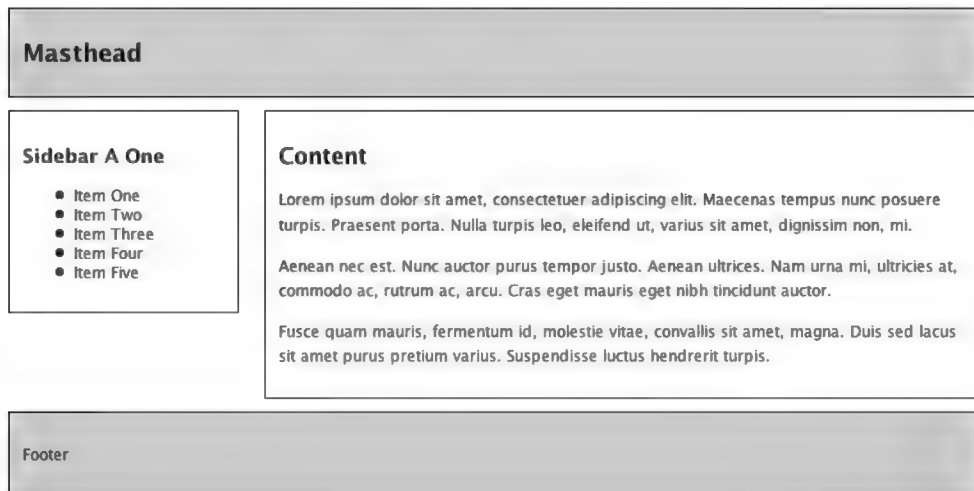 Masthead
Sidebar A One
Item One
Item Two
Item Three
Item Four
Item Five
Content
Lorem ipsum dolor sit amet, consectetuer adipiscing elit. Maecenas tempus nunc posuere
turpis. Praesent porta. Nulla turpis leo, eleifend ut, varius sit amet, dignissim non, mi.
Aenean nec est. Nunc auctor purus tempor justo. Aenean ultrices. Nam urna mi, ultricies at,
commodo ac, rutrum ac, arcu. Cras eget mauris eget nibh tincidunt auctor.
Fusce quam mauris, fermentum id, molestie vitae, convallis sit amet, magna. Duis sed lacus
sit amet purus pretium varius. Suspendisse luctus hendrerit turpis.
Footer